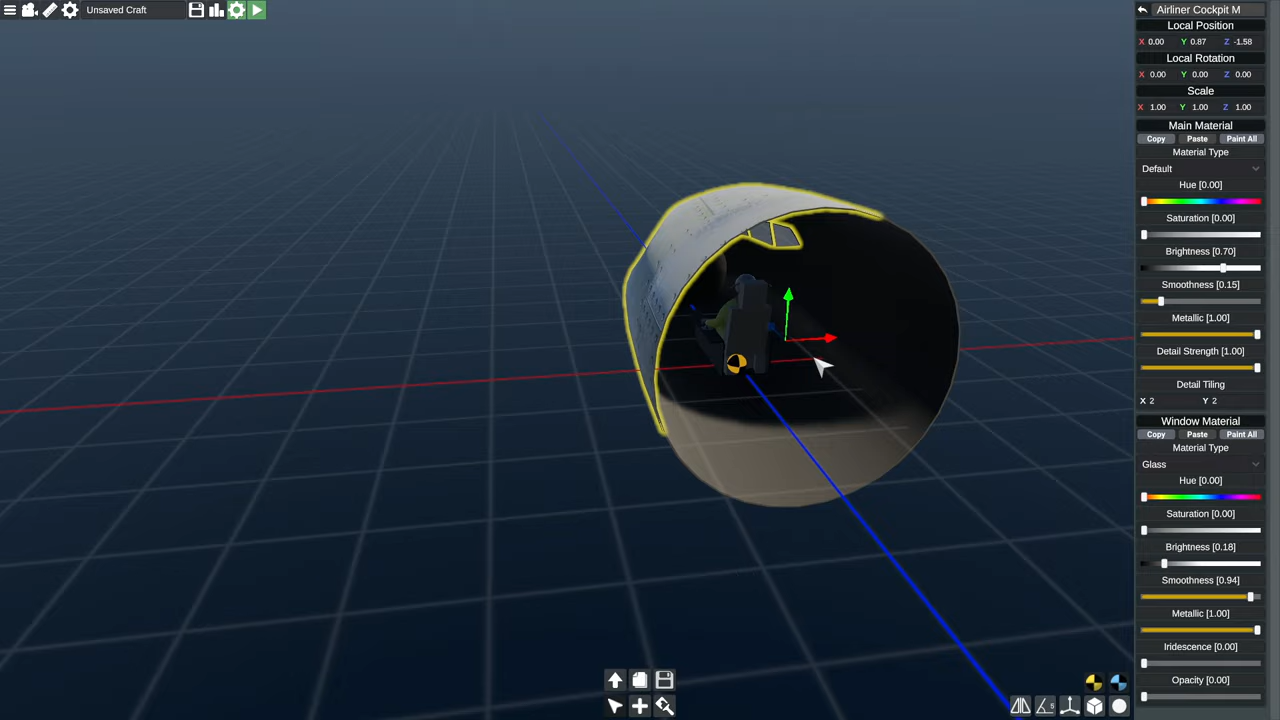 Unsaved Craft
Airliner Cockpit M
Local Position
X 0.00 Y 0.87 Z -1.58
Local Rotation
X 0.00 Y 0.00 Z 0.00
Scale
X 1.00 Y 1.00 Z 1.00
Main Material
Copy Paste Paint All
Material Type
Default
Hue [0.00]
Saturation [0.00]
Brightness [0.70]
Smoothness [0.15]
Metallic [1.00]
Detail Strength [1.00]
Detail Tiling
X 2 Y 2
Window Material
Copy Paste Paint All
Material Type
Glass
Hue [0.00]
Saturation [0.00]
Brightness [0.18]
Smoothness [0.94]
Metallic [1.00]
Iridescence [0.00]
Opacity [0.00]
5